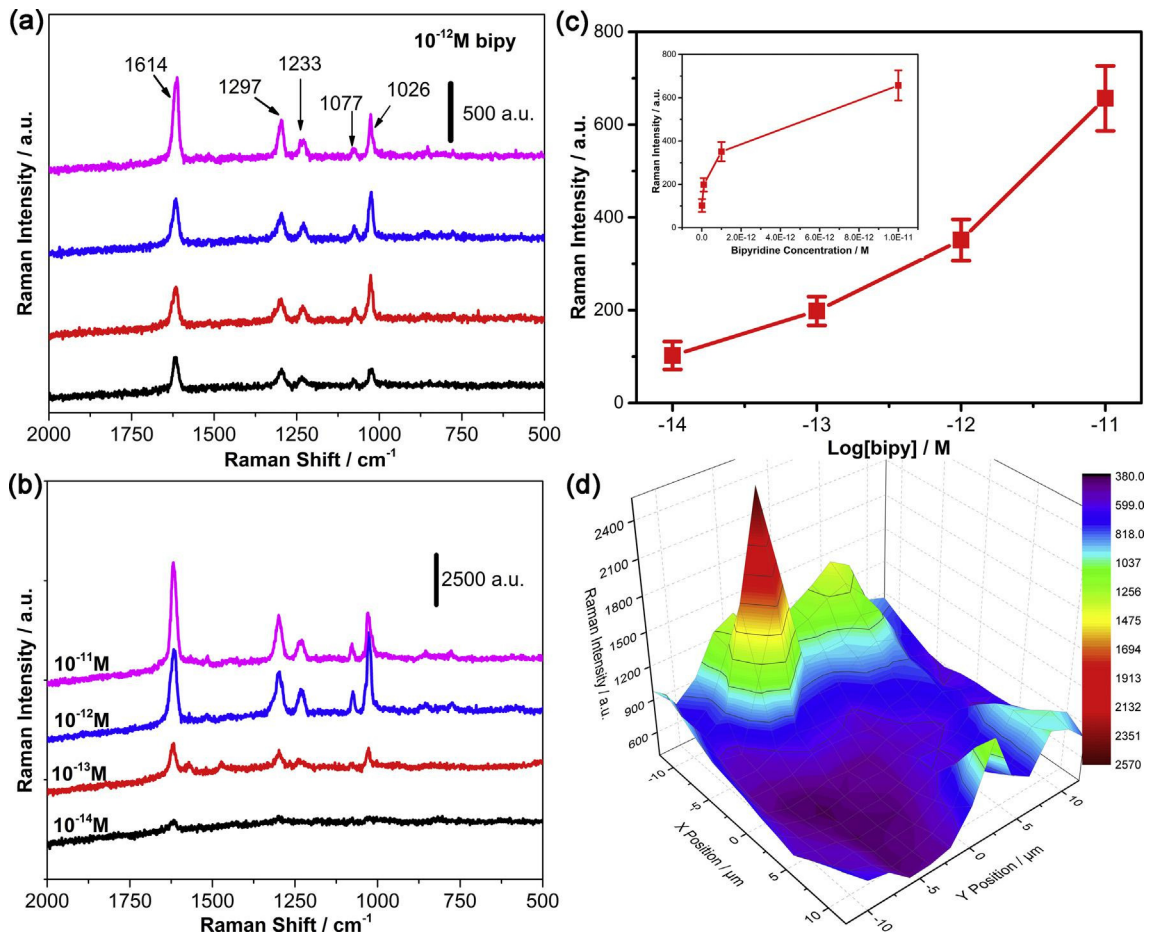 (a)
10⁻¹²M bipy
1614
1297
1233
1077
1026
500 a.u.
Raman Intensity / a.u.
2000 1750 1500 1250 1000 750 500
Raman Shift / cm⁻¹
(b)
2500 a.u.
Raman Intensity / a.u.
10⁻¹¹M
10⁻¹²M
10⁻¹³M
10⁻¹⁴M
2000 1750 1500 1250 1000 750 500
Raman Shift / cm⁻¹
(c)
Raman Intensity / a.u.
800
600
400
200
0
-14 -13 -12 -11
Log[bipy] / M
Raman Intensity / a.u.
800
600
400
200
0
0.0 2.0E-12 4.0E-12 6.0E-12 8.0E-12 1.0E-11
Bipyridine Concentration / M
(d)
Raman Intensity / a.u.
2400
2100
1800
1500
1200
900
600
-10 -5 0 5 10
X Position / μm
-10 -5 0 5 10
Y Position / μm
380.0
599.0
818.0
1037
1256
1475
1694
1913
2132
2351
2570